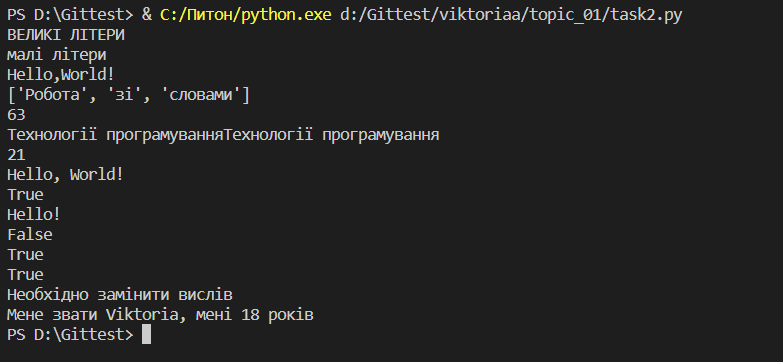 PS D:\Gittest> & C:/Питон/python.exe d:/Gittest/viktoriaa/topic_01/task2.py
ВЕЛИКІ ЛІТЕРИ
малі літери
Hello,World!
['Робота', 'зі', 'словами']
63
Технології програмуванняТехнології програмування
21
Hello, World!
True
Hello!
False
True
True
Необхідно замінити вислів
Мене звати Viktoria, мені 18 років
PS D:\Gittest>